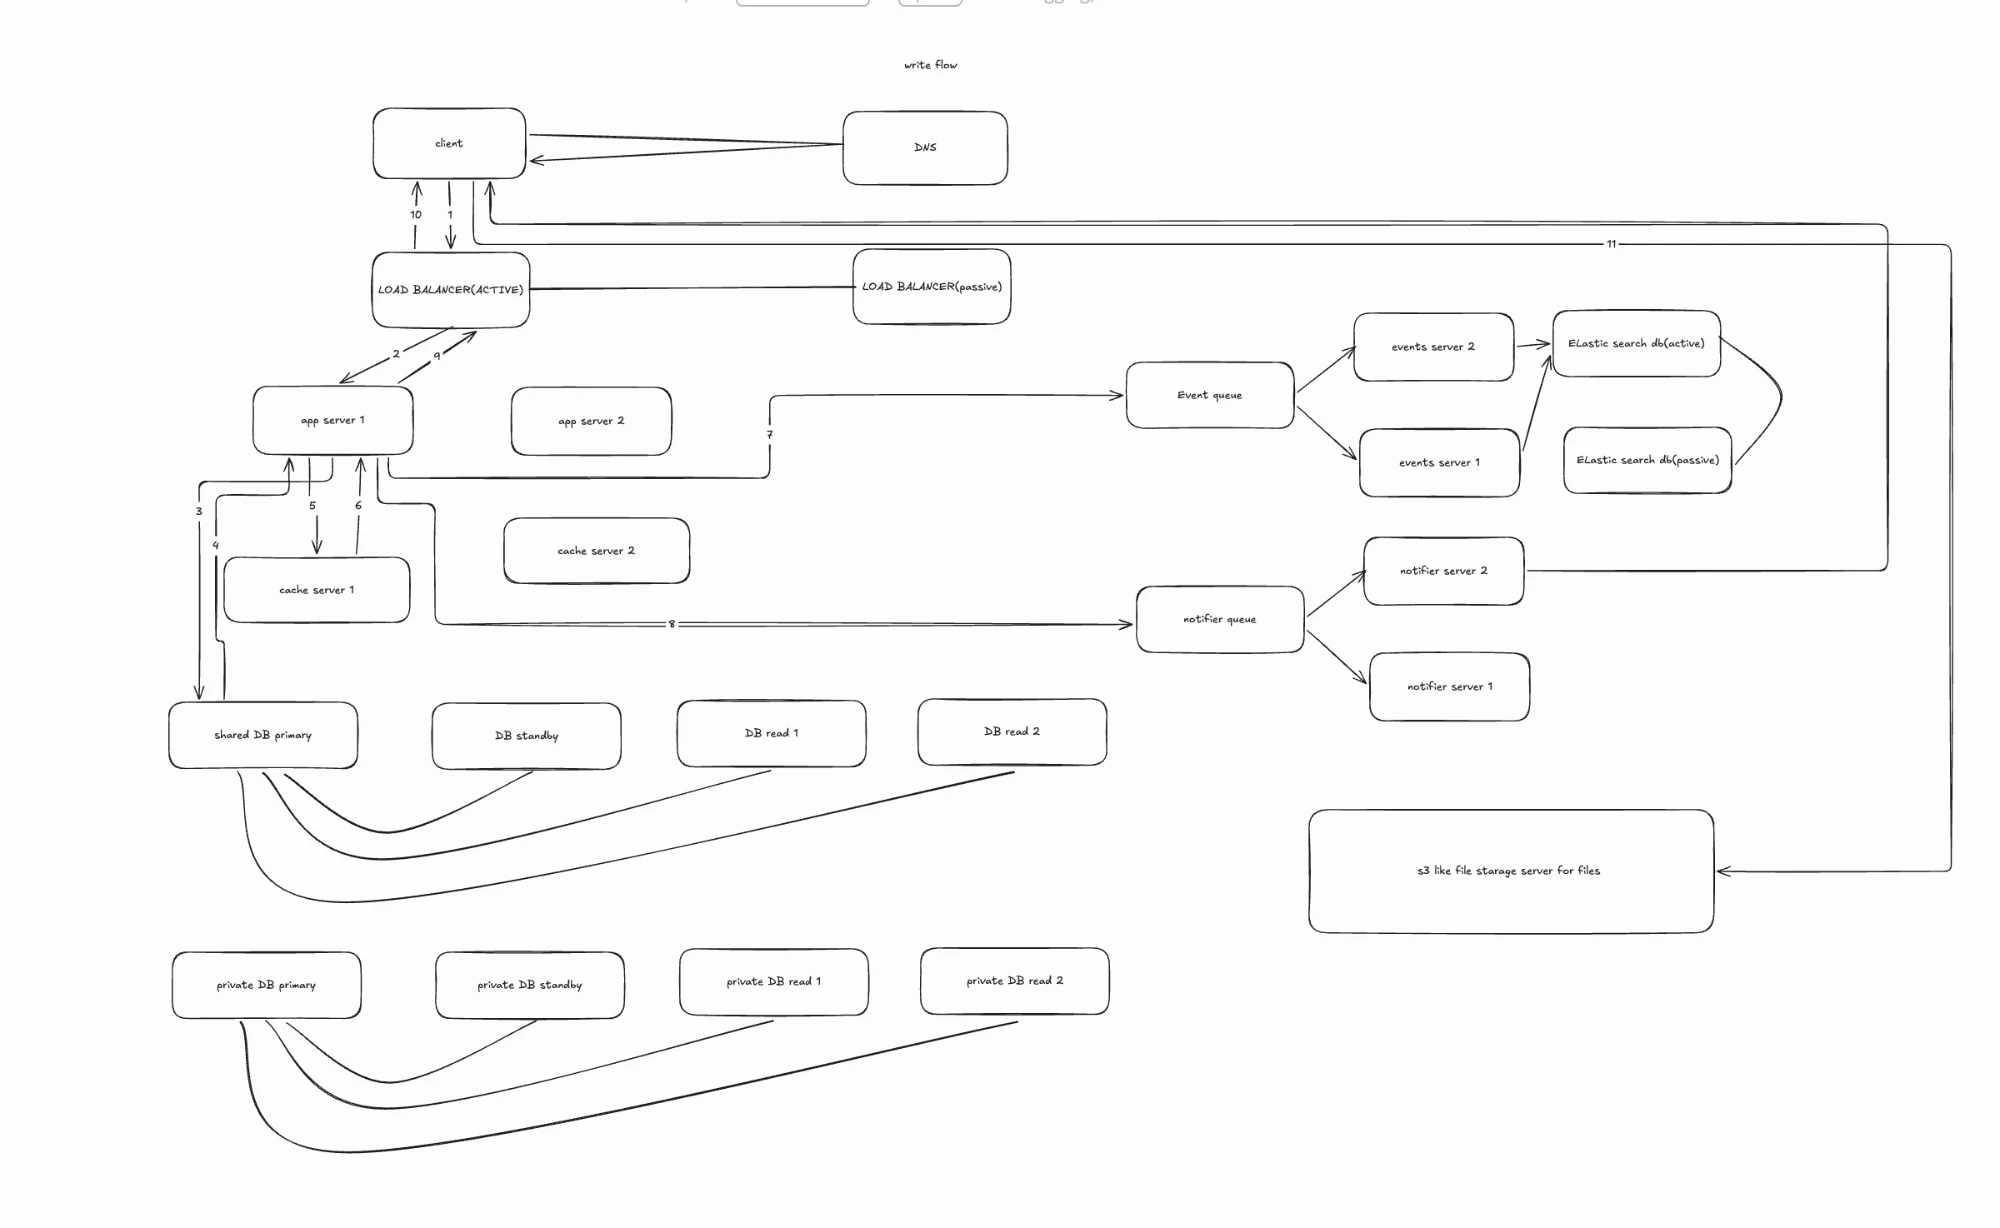 write flow
client
DNS
10
1
11
LOAD BALANCER(ACTIVE)
LOAD BALANCER(passive)
2
9
events server 2
ELastic search db(active)
app server 1
app server 2
Event queue
7
events server 1
ELastic search db(passive)
3
5
6
4
cache server 2
cache server 1
notifier server 2
8
notifier queue
notifier server 1
shared DB primary
DB standby
DB read 1
DB read 2
s3 like file starage server for files
private DB primary
private DB standby
private DB read 1
private DB read 2